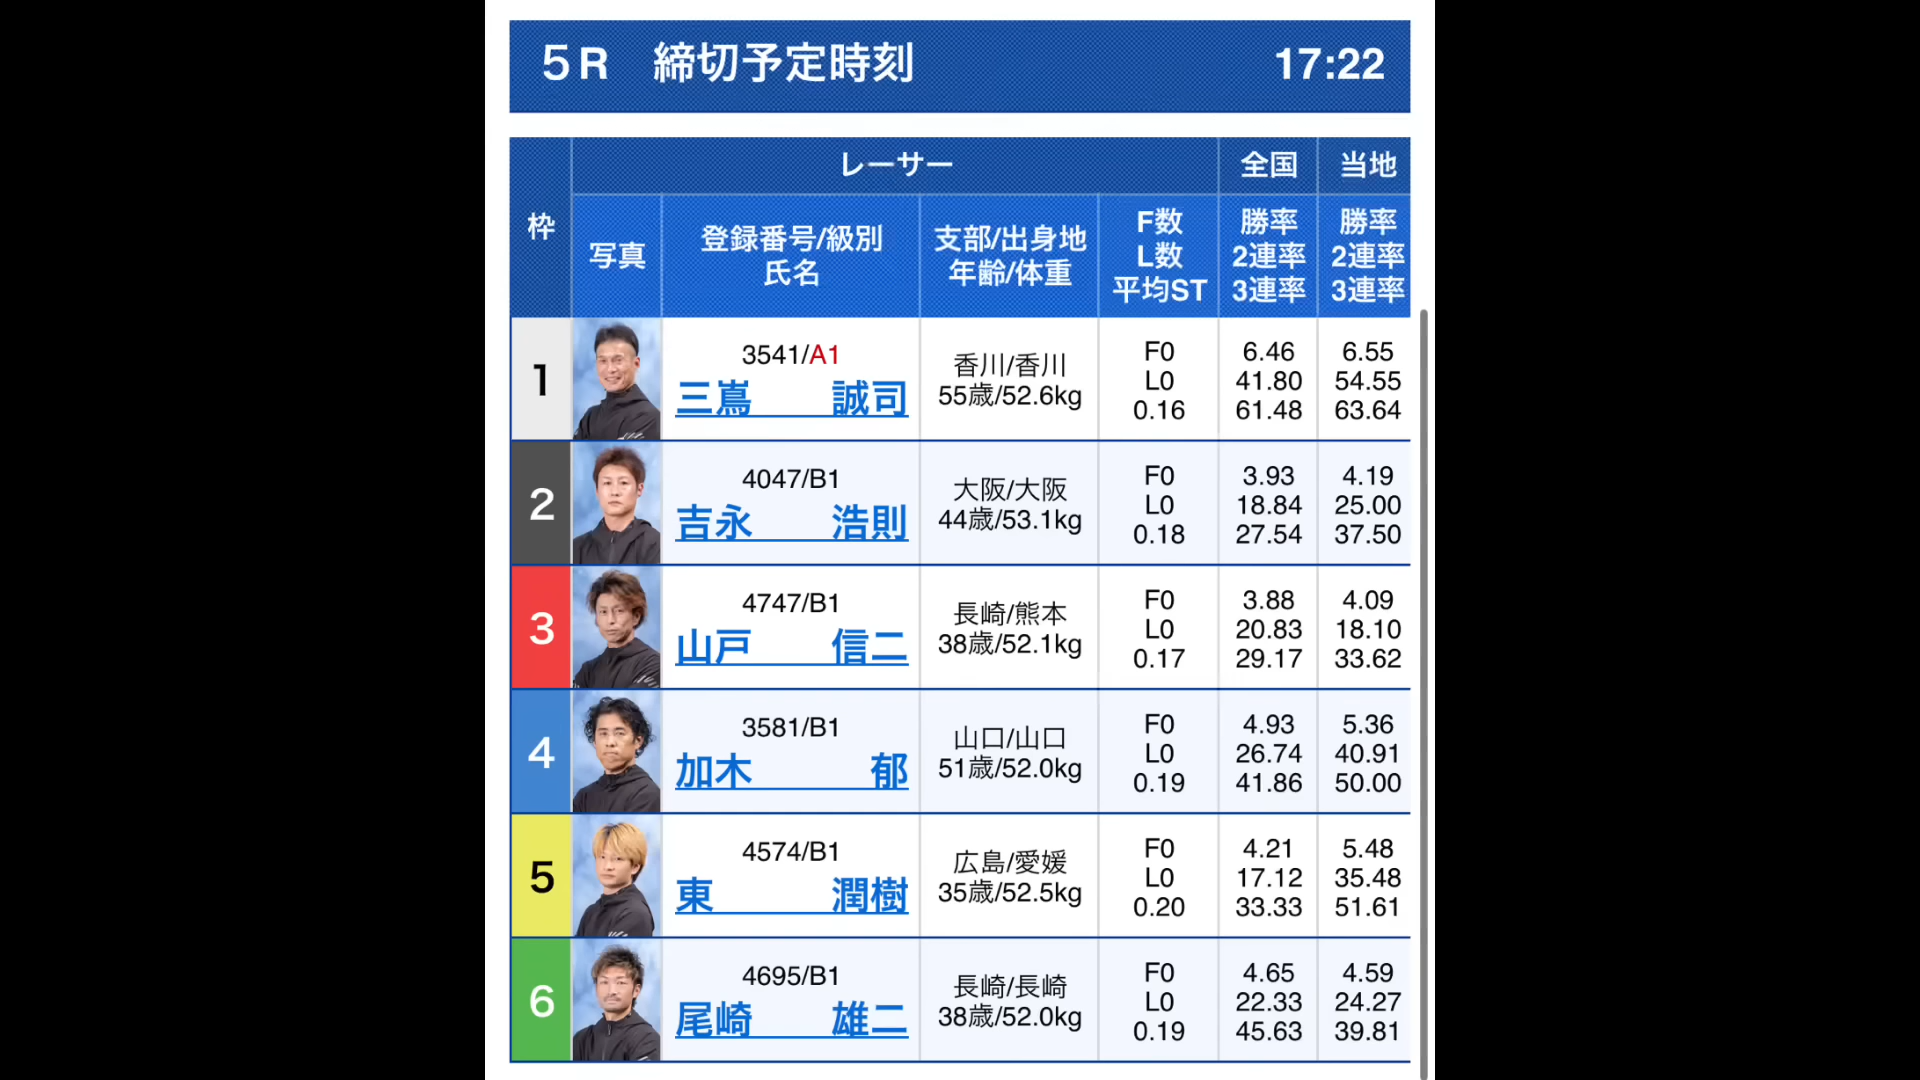 5R 締切予定時刻 17:22
枠 レーサー 全国 当地
写真 登録番号/級別 支部/出身地 F数 勝率 勝率
氏名 年齢/体重 L数 2連率 2連率
平均ST 3連率 3連率
1 3541/A1 香川/香川 F0 6.46 6.55
三嶌 誠司 55歳/52.6kg L0 41.80 54.55
0.16 61.48 63.64
2 4047/B1 大阪/大阪 F0 3.93 4.19
吉永 浩則 44歳/53.1kg L0 18.84 25.00
0.18 27.54 37.50
3 4747/B1 長崎/熊本 F0 3.88 4.09
山戸 信二 38歳/52.1kg L0 20.83 18.10
0.17 29.17 33.62
4 3581/B1 山口/山口 F0 4.93 5.36
加木 郁 51歳/52.0kg L0 26.74 40.91
0.19 41.86 50.00
5 4574/B1 広島/愛媛 F0 4.21 5.48
東 潤樹 35歳/52.5kg L0 17.12 35.48
0.20 33.33 51.61
6 4695/B1 長崎/長崎 F0 4.65 4.59
尾崎 雄二 38歳/52.0kg L0 22.33 24.27
0.19 45.63 39.81